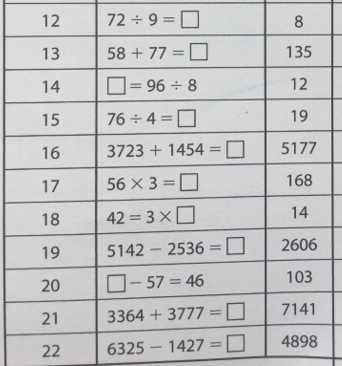 12 72 ÷ 9 = □ 8
13 58 + 77 = □ 135
14 □ = 96 ÷ 8 12
15 76 ÷ 4 = □ 19
16 3723 + 1454 = □ 5177
17 56 × 3 = □ 168
18 42 = 3 × □ 14
19 5142 − 2536 = □ 2606
20 □ − 57 = 46 103
21 3364 + 3777 = □ 7141
22 6325 − 1427 = □ 4898